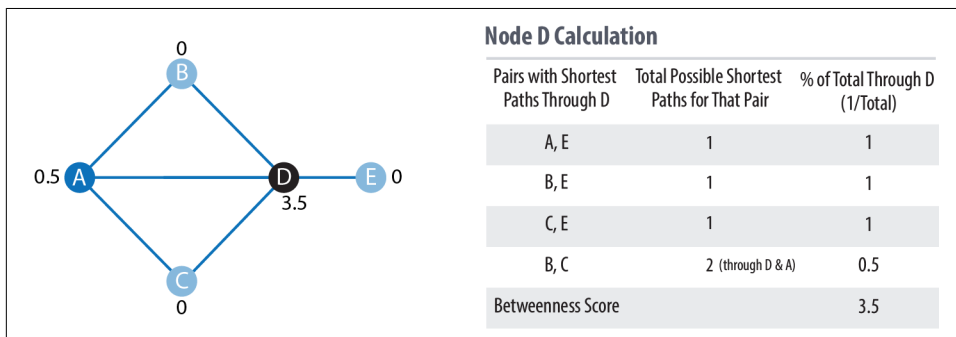 0
B
0.5 A D E 0
3.5
C
0
Node D Calculation
Pairs with Shortest Paths Through D
Total Possible Shortest Paths for That Pair
% of Total Through D (1/Total)
A, E 1 1
B, E 1 1
C, E 1 1
B, C 2 (through D & A) 0.5
Betweenness Score 3.5